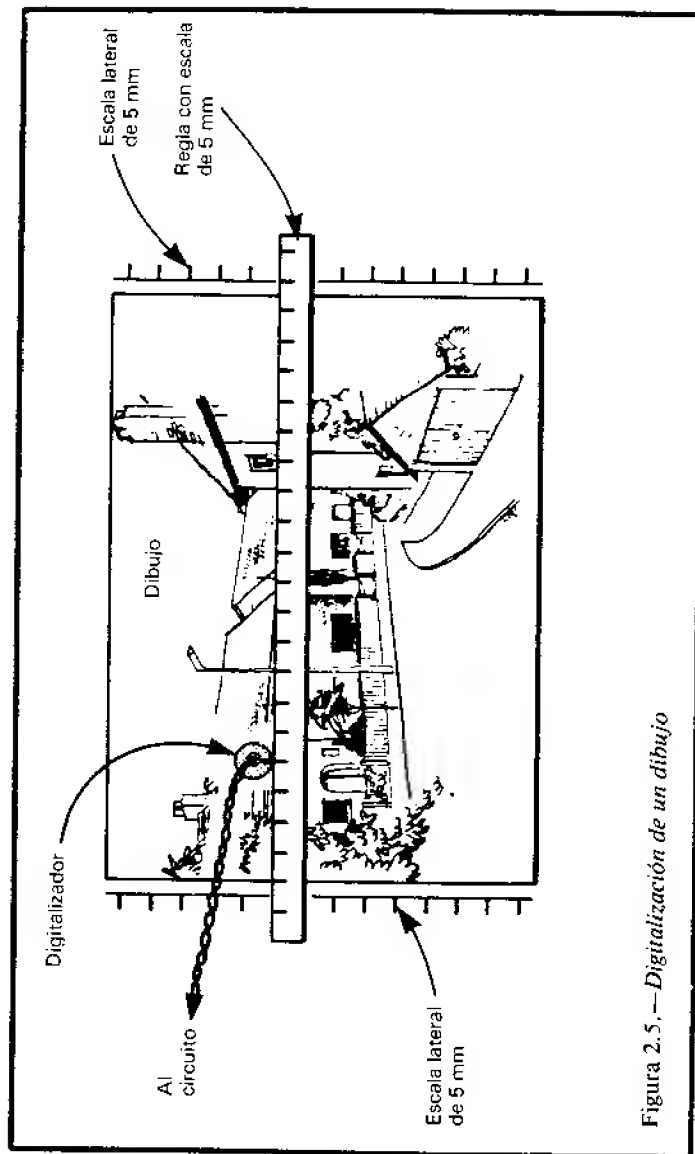 Al
circuito
Digitalizador
Dibujo
Escala lateral
de 5 mm
Regla con escala
de 5 mm
Escala lateral
de 5 mm
Figura 2.5.—Digitalización de un dibujo